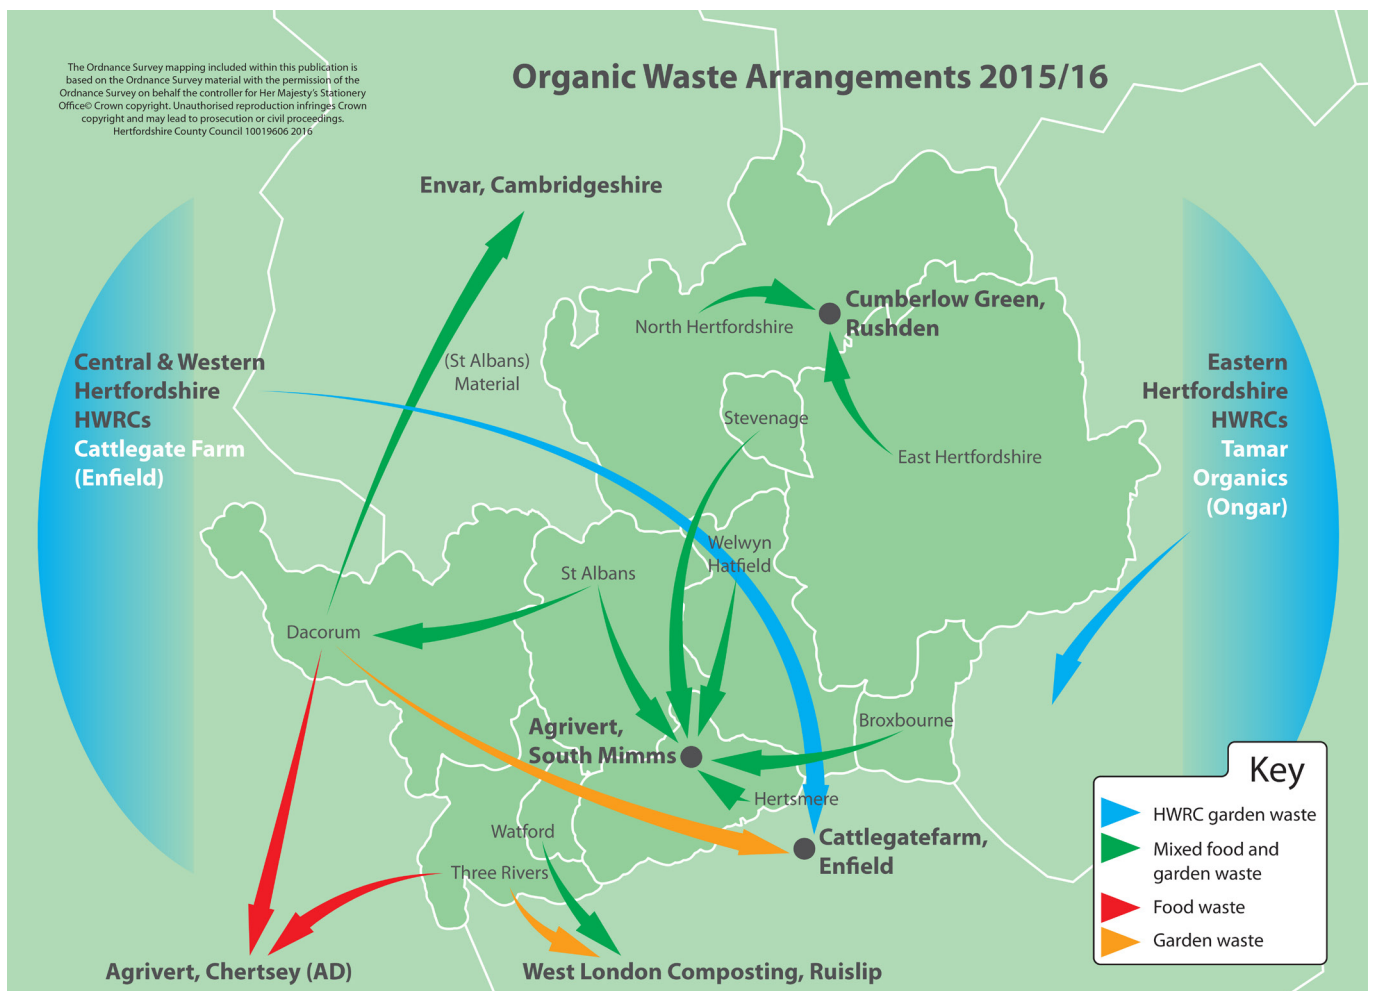 The Ordnance Survey mapping included within this publication is
based on the Ordnance Survey material with the permission of the
Ordnance Survey on behalf the controller for Her Majesty's Stationery
Office© Crown copyright. Unauthorised reproduction infringes Crown
copyright and may lead to prosecution or civil proceedings.
Hertfordshire County Council 10019606 2016
Organic Waste Arrangements 2015/16
Envar, Cambridgeshire
Cumberlow Green,
Rushden
North Hertfordshire
(St Albans)
Material
Central & Western
Hertfordshire
HWRCs
Cattlegate Farm
(Enfield)
Eastern
Hertfordshire
HWRCs
Tamar
Organics
(Ongar)
Stevenage
East Hertfordshire
Welwyn
Hatfield
St Albans
Dacorum
Agrivert,
South Mimms
Broxbourne
Hertsmere
Watford
Three Rivers
Cattlegatefarm,
Enfield
Agrivert, Chertsey (AD)
West London Composting, Ruislip
Key
HWRC garden waste
Mixed food and
garden waste
Food waste
Garden waste